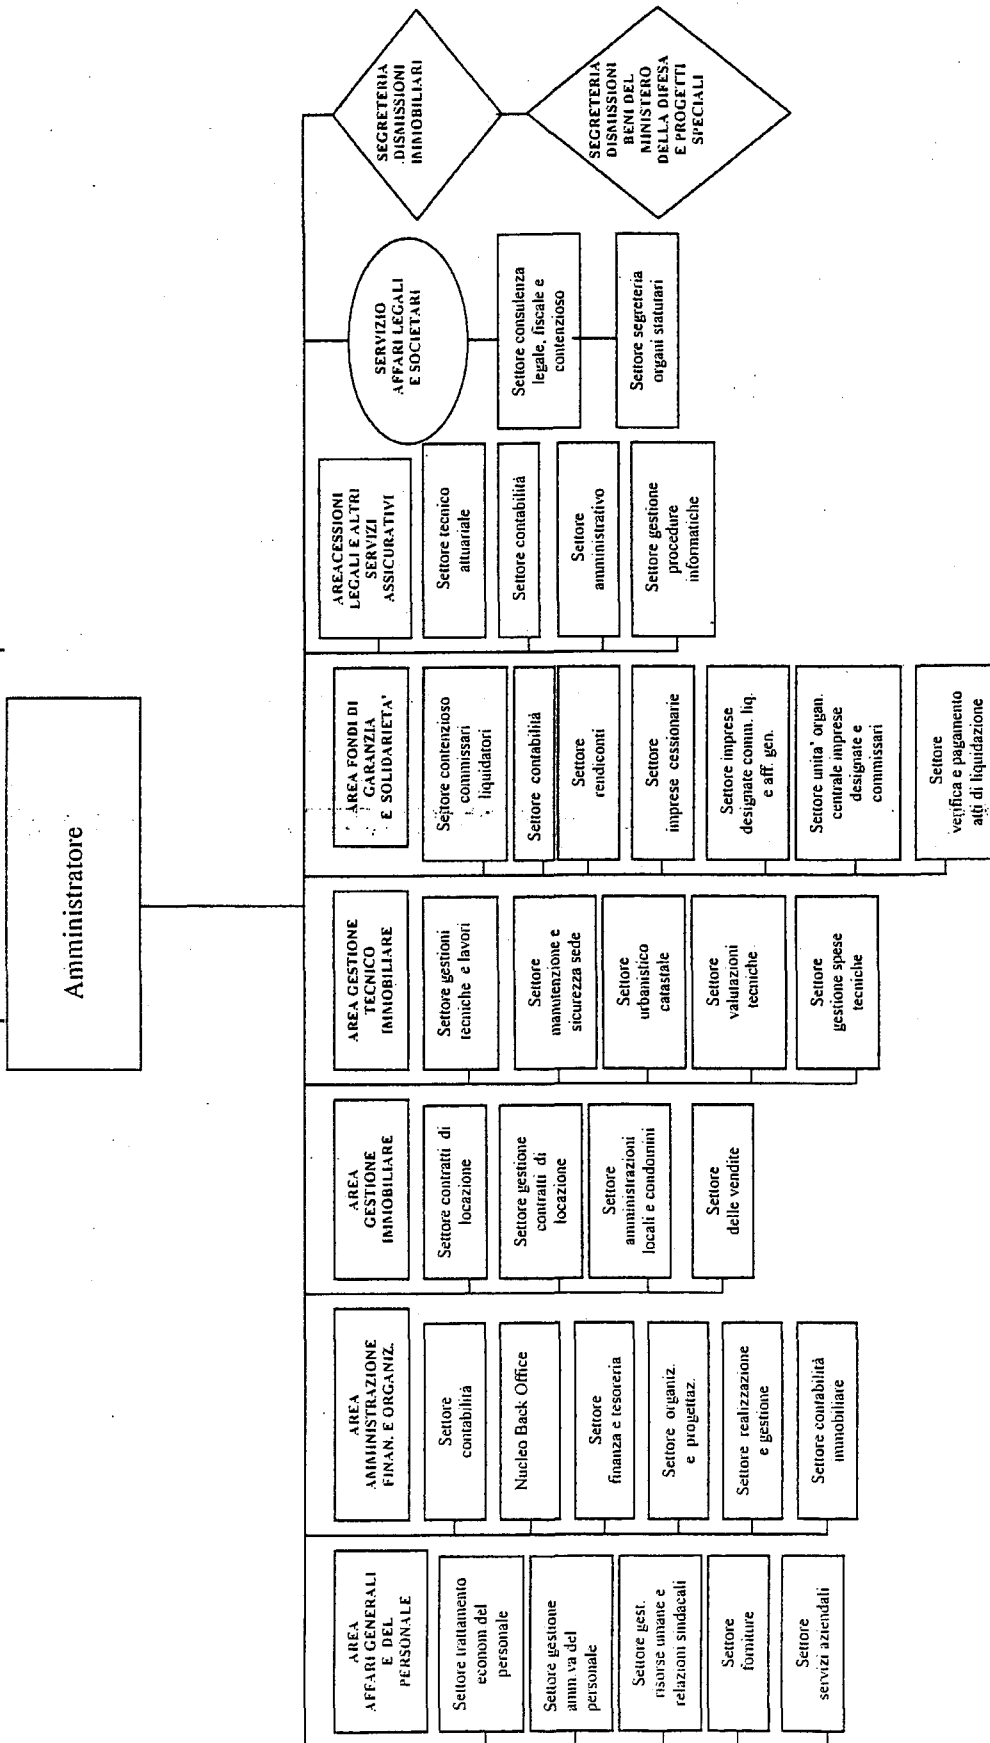 Amministratore
AREA
AFFARI GENERALI
E DEL
PERSONALE
Settore trattamento
econom del
personale
Settore gestione
amm.va del
personale
Settore gest.
risorse umane e
relazioni sindacali
Settore
forniture
Settore
servizi aziendali
AREA
AMMINISTRAZIONE
FINAN. E ORGANIZ.
Settore
contabilità
Nucleo Back Office
Settore
finanza e tesoreria
Settore organiz.
e progettaz.
Settore realizzazione
e gestione
Settore contabilità
immobiliare
AREA
GESTIONE
IMMOBILIARE
Settore contratti di
locazione
Settore gestione
contratti di
locazione
Settore
amministrazioni
locali e condomini
Settore
delle vendite
AREA GESTIONE
TECNICO
IMMOBILIARE
Settore gestioni
tecniche e lavori
Settore
manutenzione e
sicurezza sede
Settore
urbanistico
catastale
Settore
valutazioni
tecniche
Settore
gestione spese
tecniche
AREA FONDI DI
GARANZIA
E SOLIDARIETA'
Settore contenzioso
commissari
liquidatori
Settore contabilità
Settore
rendiconti
Settore
imprese cessionarie
Settore imprese
designate comm. liq.
e aff. gen.
Settore unita' organ.
centrale imprese
designate e
commissari
Settore
verifica e pagamento
atti di liquidazione
AREACESSIONI
LEGALI E ALTRI
SERVIZI
ASSICURATIVI
Settore tecnico
attuariale
Settore contabilità
Settore
amministrativo
Settore gestione
procedure
informatiche
SERVIZIO
AFFARI LEGALI
E SOCIETARI
Settore consulenza
legale, fiscale e
contenzioso
Settore segreteria
organi statutari
SEGRETERIA
DISMISSIONI
IMMOBILIARI
SEGRETERIA
DISMISSIONI
BENI DEL
MINISTERO
DELLA DIFESA
E PROGETTI
SPECIALI